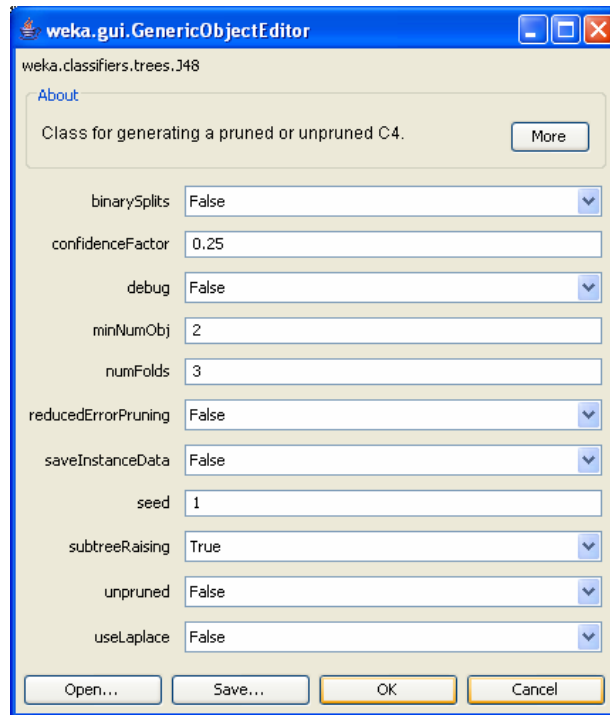 weka.gui.GenericObjectEditor
weka.classifiers.trees.J48
About
Class for generating a pruned or unpruned C4.
More
binarySplits False
confidenceFactor 0.25
debug False
minNumObj 2
numFolds 3
reducedErrorPruning False
saveInstanceData False
seed 1
subtreeRaising True
unpruned False
useLaplace False
Open... Save... OK Cancel